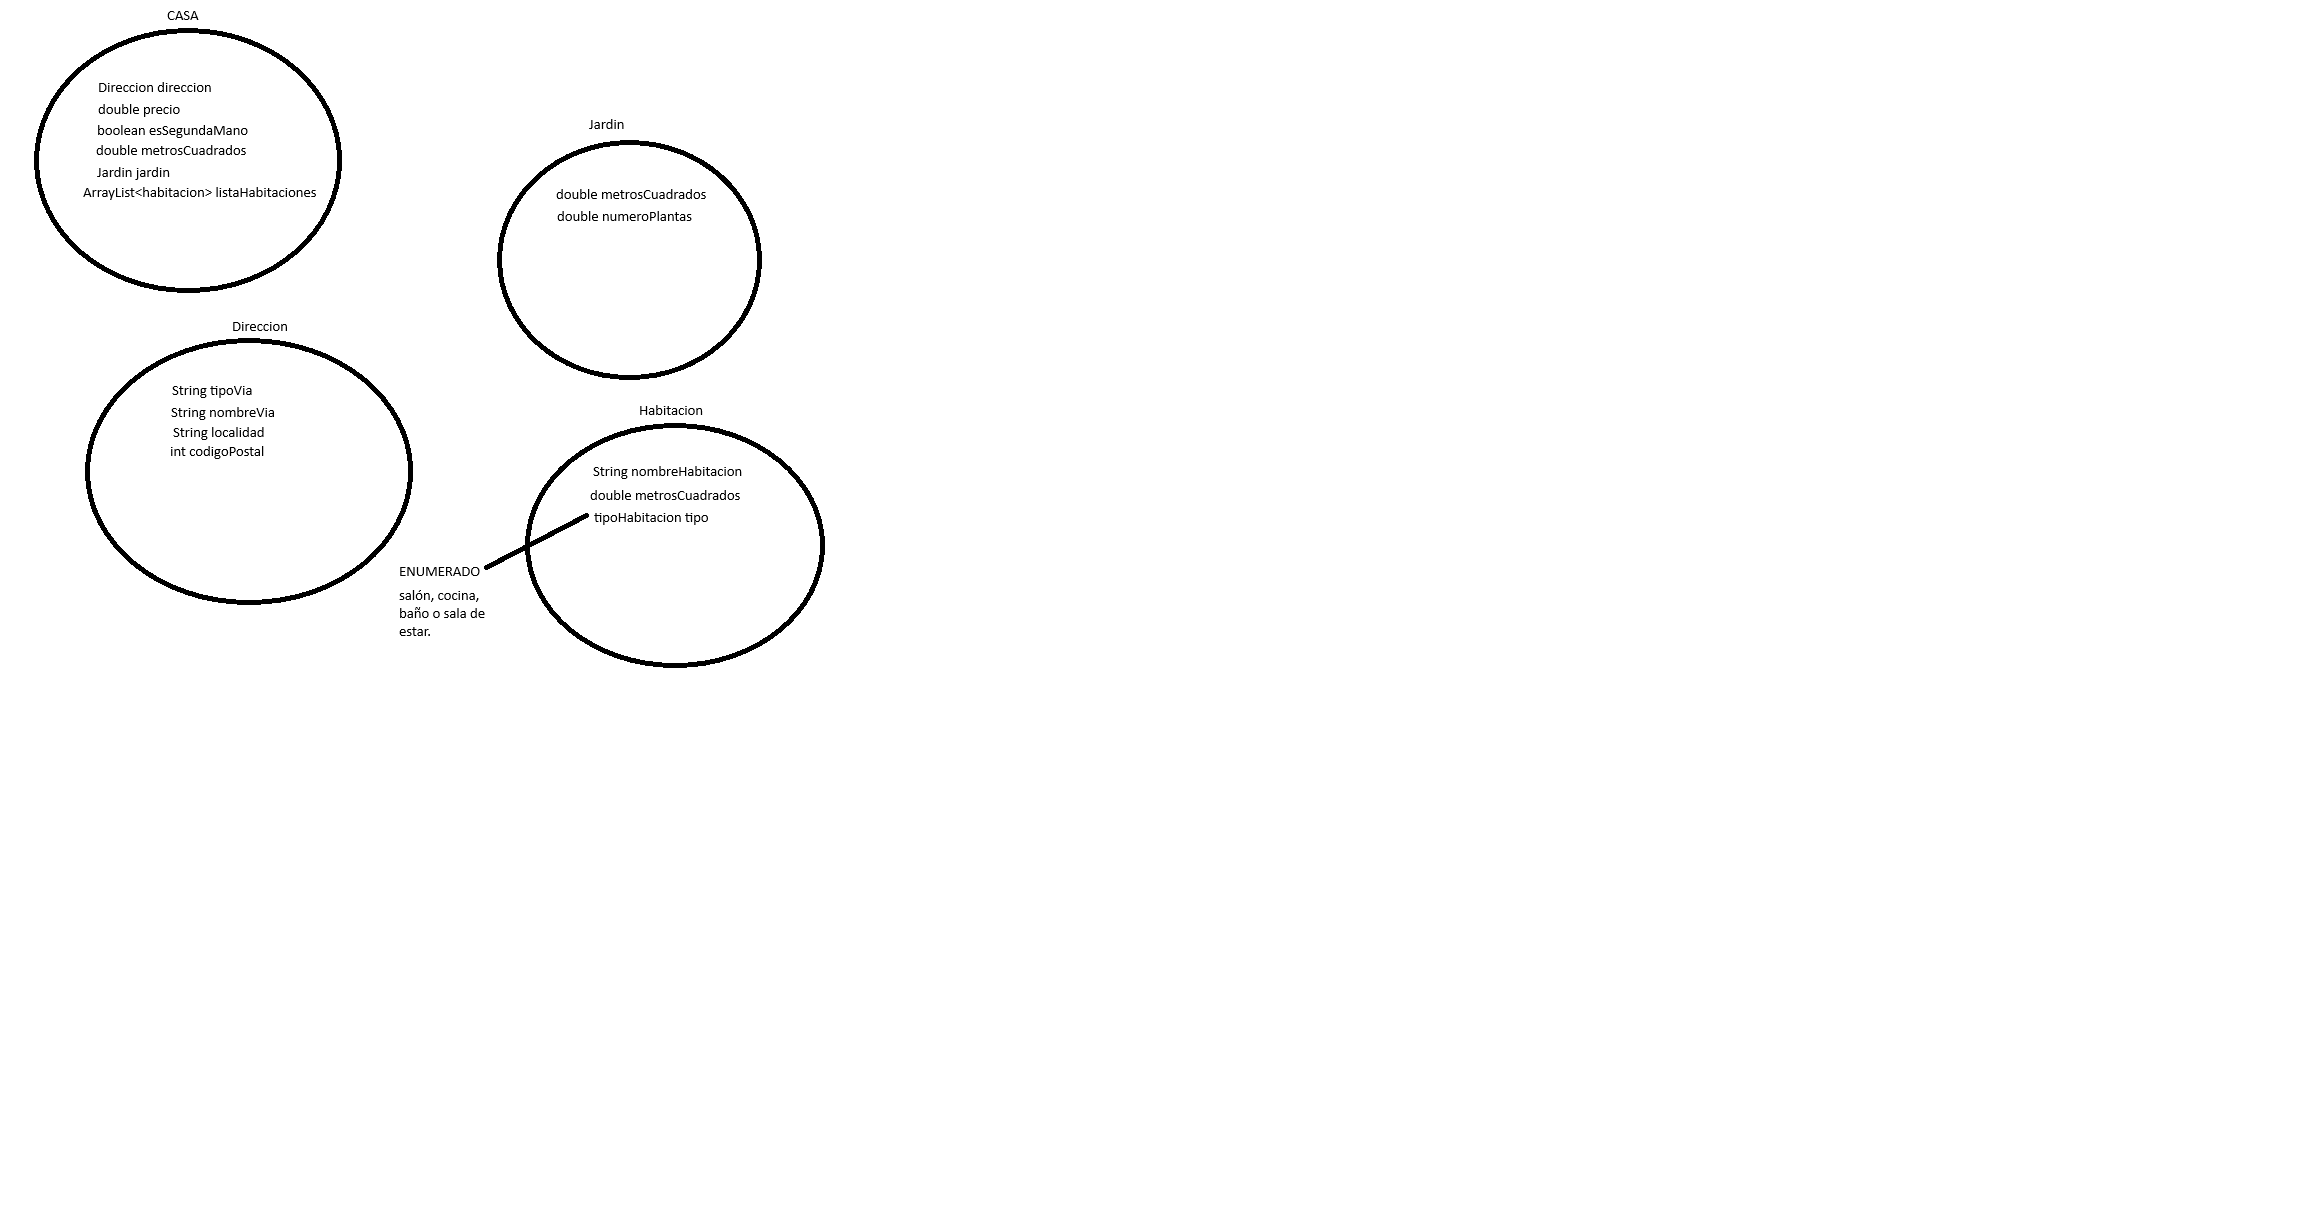 CASA
Direccion direccion
double precio
boolean esSegundaMano
double metrosCuadrados
Jardin jardin
ArrayList<habitacion> listaHabitaciones
Jardin
double metrosCuadrados
double numeroPlantas
Direccion
String tipoVia
String nombreVia
String localidad
int codigoPostal
Habitacion
String nombreHabitacion
double metrosCuadrados
tipoHabitacion tipo
ENUMERADO
salón, cocina,
baño o sala de
estar.